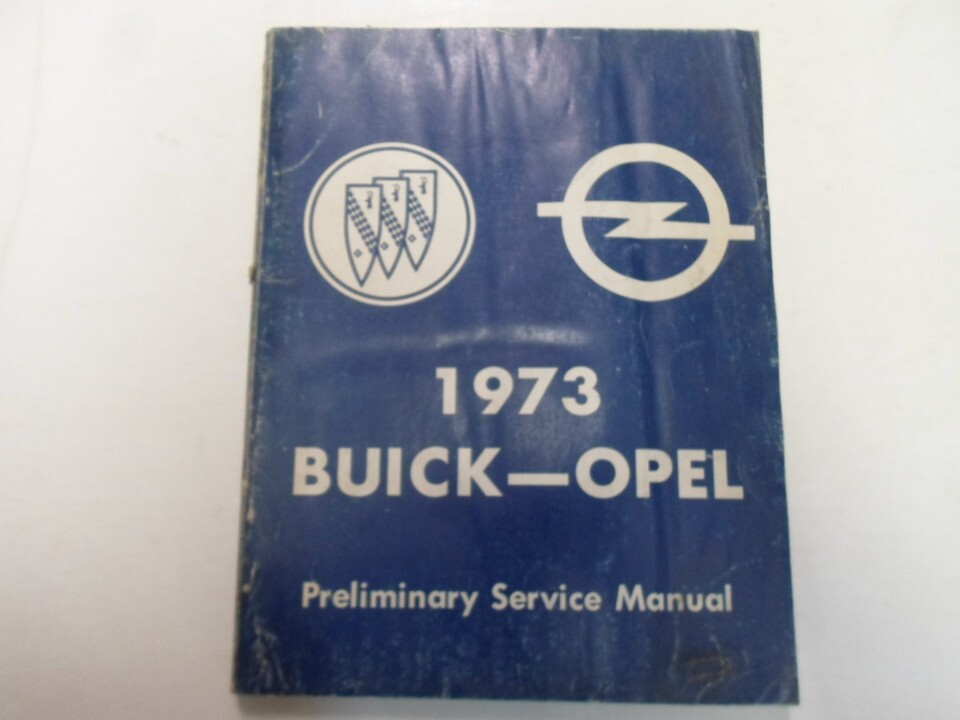 1973
BUICK—OPEL
Preliminary Service Manual